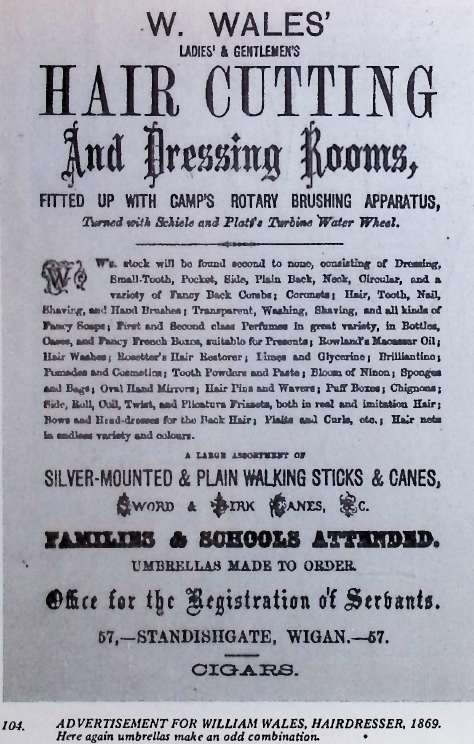 W. WALES'
LADIES' & GENTLEMEN'S
HAIR CUTTING
And Dressing Rooms,
FITTED UP WITH CAMP'S ROTARY BRUSHING APPARATUS,
Turned with Schiele and Platt's Turbine Water Wheel.
W W's. stock will be found second to none, consisting of Dressing,
Small-Tooth, Pocket, Side, Plain Back, Neck, Circular, and a
variety of Fancy Back Combs; Coronets; Hair, Tooth, Nail,
Shaving, and Hand Brushes; Transparent, Washing, Shaving, and all kinds of
Fancy Soaps; First and Second class Perfumes in great variety, in Bottles,
Cases, and Fancy French Boxes, suitable for Presents; Rowland's Macassar Oil;
Hair Washes; Rosetter's Hair Restorer; Limes and Glycerine; Brilliantine;
Pomades and Cosmetics; Tooth Powders and Paste; Bloom of Ninon; Sponges
and Bags; Oval Hand Mirrors; Hair Pins and Wavers; Puff Boxes; Chignons;
Side, Roll, Coil, Twist, and Plicatura Frizzets, both in real and imitation Hair;
Bows and Head-dresses for the Back Hair; Plaits and Curls, etc.; Hair nets
in endless variety and colours.
A LARGE ASSORTMENT OF
SILVER-MOUNTED & PLAIN WALKING STICKS & CANES,
SWORD & DIRK CANES, &C.
FAMILIES & SCHOOLS ATTENDED.
UMBRELLAS MADE TO ORDER.
Office for the Registration of Servants.
57,—STANDISHGATE, WIGAN.—57.
CIGARS.
104. ADVERTISEMENT FOR WILLIAM WALES, HAIRDRESSER, 1869.
Here again umbrellas make an odd combination.